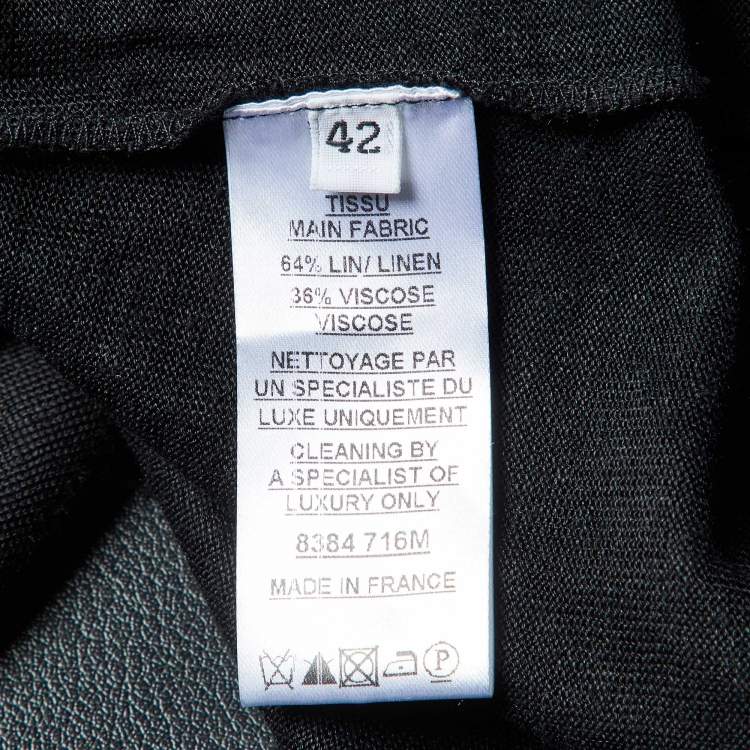 42
TISSU
MAIN FABRIC
64% LIN/ LINEN
36% VISCOSE
VISCOSE
NETTOYAGE PAR
UN SPECIALISTE DU
LUXE UNIQUEMENT
CLEANING BY
A SPECIALIST OF
LUXURY ONLY
8384 716M
MADE IN FRANCE
P